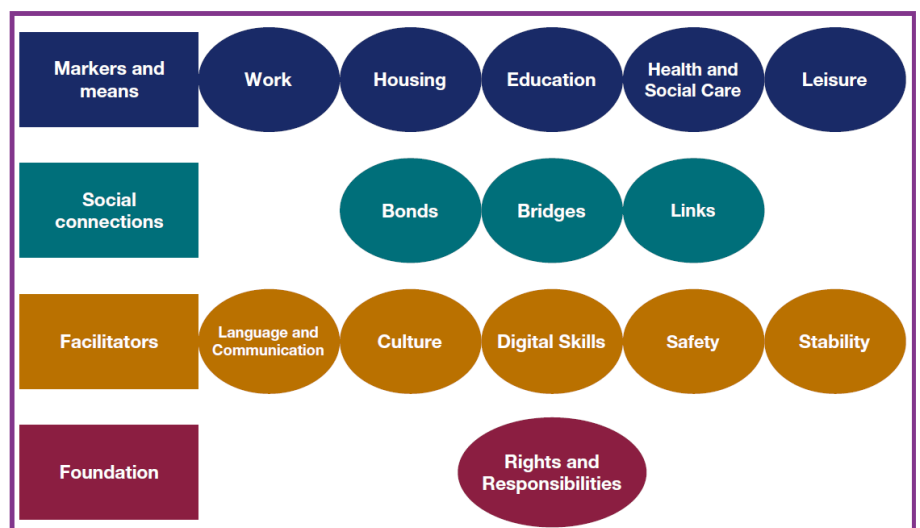 Markers and
means
Work
Housing
Education
Health and
Social Care
Leisure
Social
connections
Bonds
Bridges
Links
Facilitators
Language and
Communication
Culture
Digital Skills
Safety
Stability
Foundation
Rights and
Responsibilities